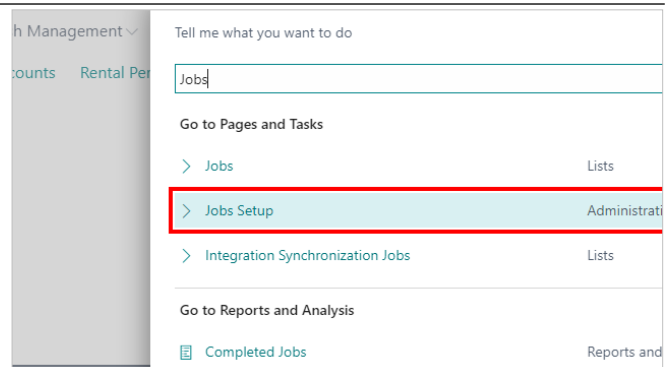 h Management
Tell me what you want to do
counts Rental Per
Jobs
Go to Pages and Tasks
Jobs Lists
Jobs Setup Administrati
Integration Synchronization Jobs Lists
Go to Reports and Analysis
Completed Jobs Reports and